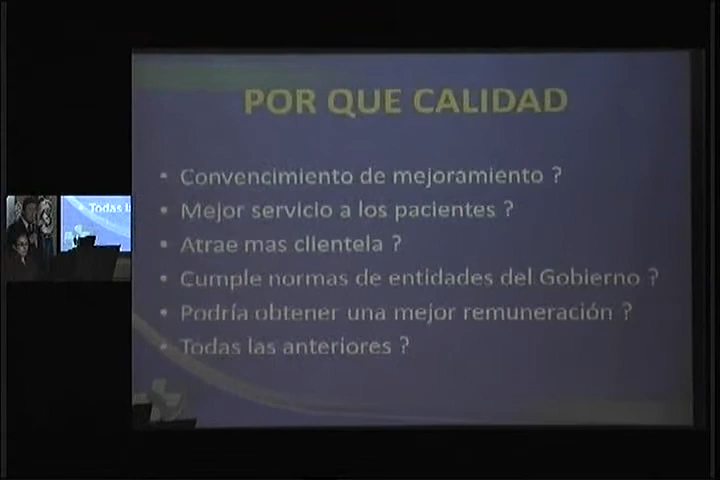 POR QUE CALIDAD
• Convencimiento de mejoramiento ?
• Mejor servicio a los pacientes ?
• Atrae mas clientela ?
• Cumple normas de entidades del Gobierno ?
• Podría obtener una mejor remuneración ?
• Todas las anteriores ?
• Todas l